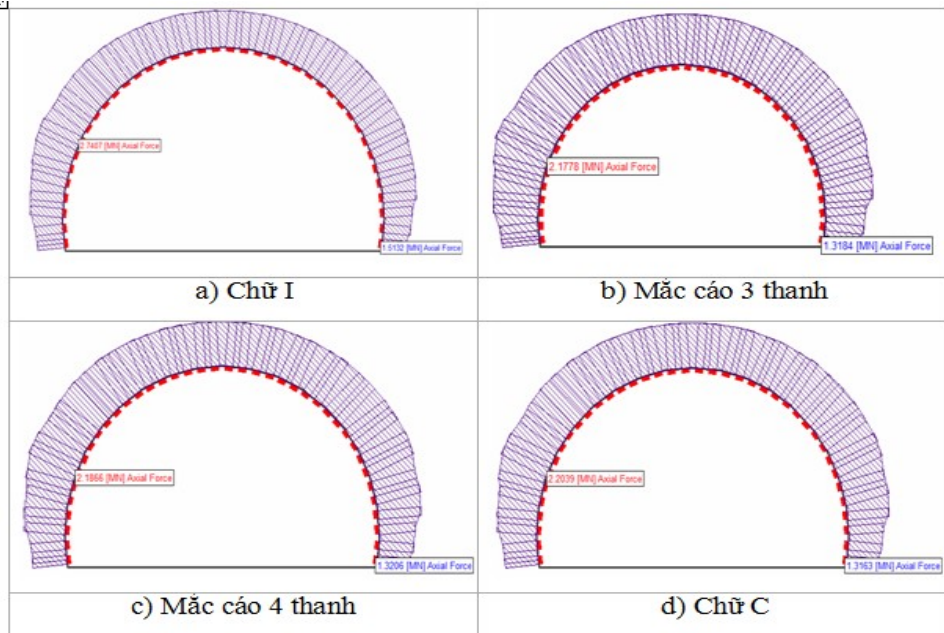 2.7407 [MN] Axial Force
1.5132 [MN] Axial Force
a) Chữ I
2.1778 [MN] Axial Force
1.3184 [MN] Axial Force
b) Mắc cáo 3 thanh
2.1866 [MN] Axial Force
1.3206 [MN] Axial Force
c) Mắc cáo 4 thanh
2.2039 [MN] Axial Force
1.3163 [MN] Axial Force
d) Chữ C